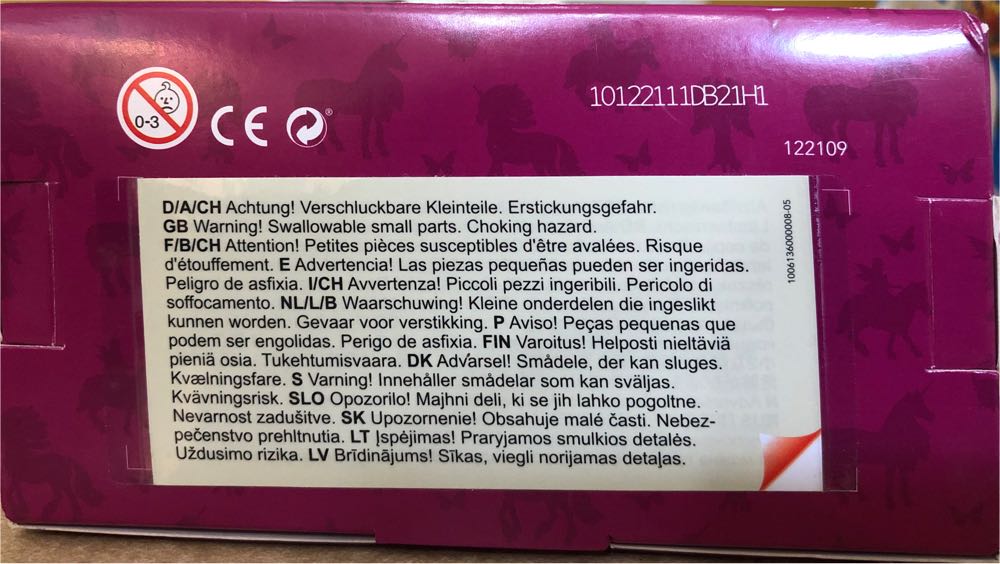 0-3
CE
®
10122111DB21H1
122109
D/A/CH Achtung! Verschluckbare Kleinteile. Erstickungsgefahr.
GB Warning! Swallowable small parts. Choking hazard.
F/B/CH Attention! Petites pièces susceptibles d'être avalées. Risque
d'étouffement. E Advertencia! Las piezas pequeñas pueden ser ingeridas.
Peligro de asfixia. I/CH Avvertenza! Piccoli pezzi ingeribili. Pericolo di
soffocamento. NL/L/B Waarschuwing! Kleine onderdelen die ingeslikt
kunnen worden. Gevaar voor verstikking. P Aviso! Peças pequenas que
podem ser engolidas. Perigo de asfixia. FIN Varoitus! Helposti nieltäviä
pieniä osia. Tukehtumisvaara. DK Advarsel! Smådele, der kan sluges.
Kvælningsfare. S Varning! Innehåller smådelar som kan sväljas.
Kvävningsrisk. SLO Opozorilo! Majhni deli, ki se jih lahko pogoltne.
Nevarnost zadušitve. SK Upozornenie! Obsahuje malé časti. Nebez-
pečenstvo prehltnutia. LT Įspėjimas! Praryjamos smulkios detalės.
Uždusimo rizika. LV Brīdinājums! Sīkas, viegli norijamas detaļas.
1006136000008-05